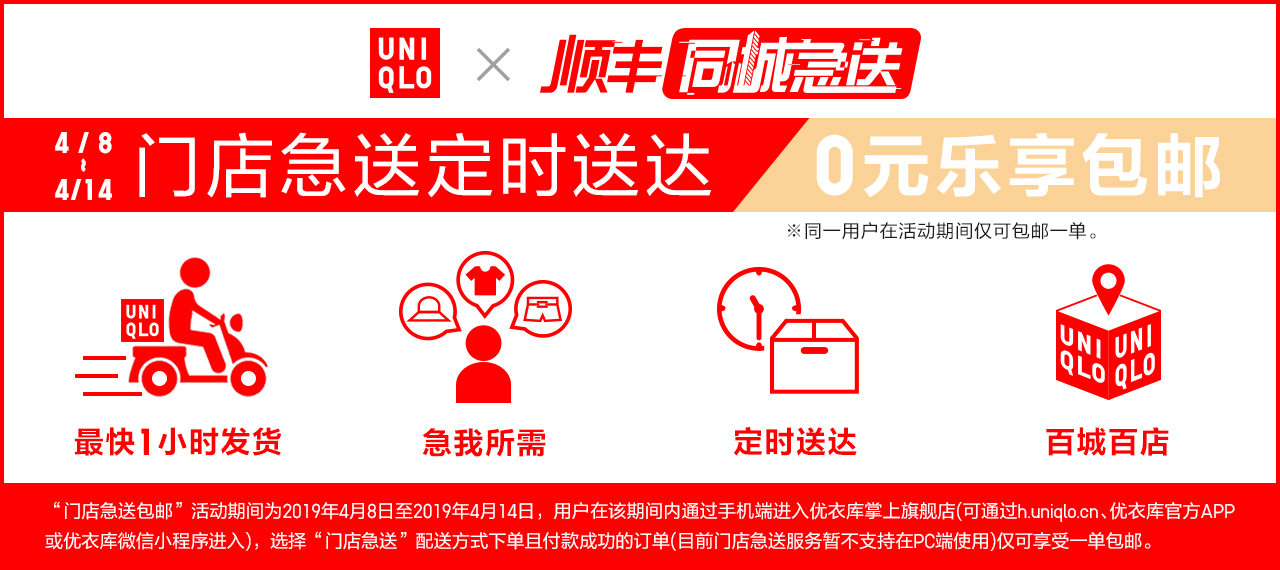 UNI
QLO
×
顺丰同城急送
4/8
~
4/14
门店急送定时送达
0元乐享包邮
※同一用户在活动期间仅可包邮一单。
UNI
QLO
UNI
QLO
UNI
QLO
最快1小时发货
急我所需
定时送达
百城百店
“门店急送包邮”活动期间为2019年4月8日至2019年4月14日，用户在该期间内通过手机端进入优衣库掌上旗舰店(可通过h.uniqlo.cn、优衣库官方APP
或优衣库微信小程序进入)，选择“门店急送”配送方式下单且付款成功的订单(目前门店急送服务暂不支持在PC端使用)仅可享受一单包邮。